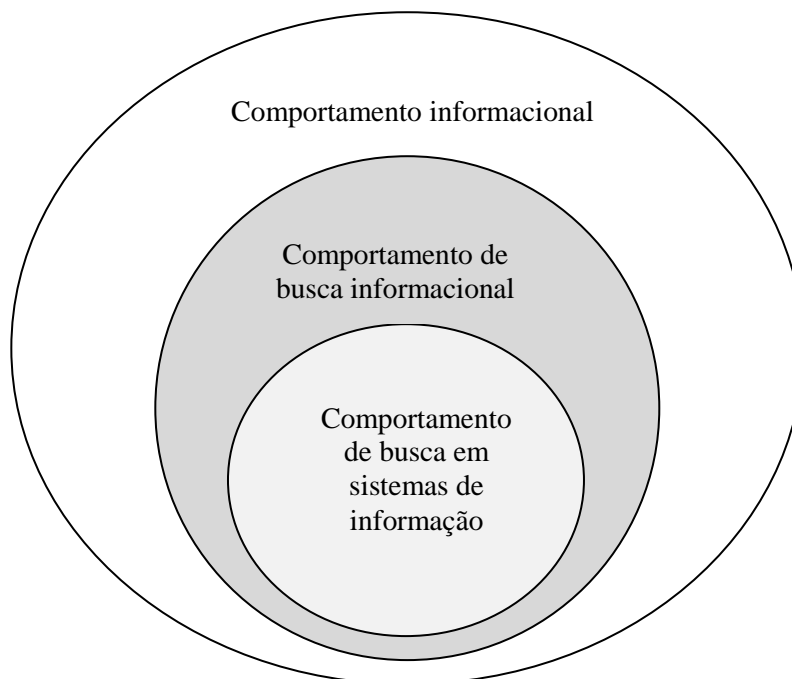 Comportamento informacional
Comportamento de
busca informacional
Comportamento
de busca em
sistemas de
informação